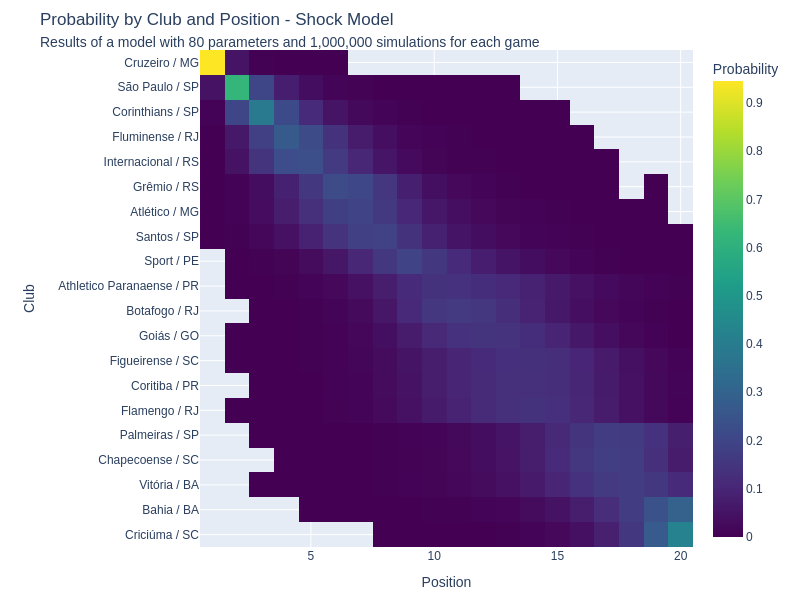 Probability by Club and Position - Shock Model
Results of a model with 80 parameters and 1,000,000 simulations for each game
Probability
Club
Cruzeiro / MG
São Paulo / SP
Corinthians / SP
Fluminense / RJ
Internacional / RS
Grêmio / RS
Atlético / MG
Santos / SP
Sport / PE
Athletico Paranaense / PR
Botafogo / RJ
Goiás / GO
Figueirense / SC
Coritiba / PR
Flamengo / RJ
Palmeiras / SP
Chapecoense / SC
Vitória / BA
Bahia / BA
Criciúma / SC
0.9
0.8
0.7
0.6
0.5
0.4
0.3
0.2
0.1
0
5 10 15 20
Position